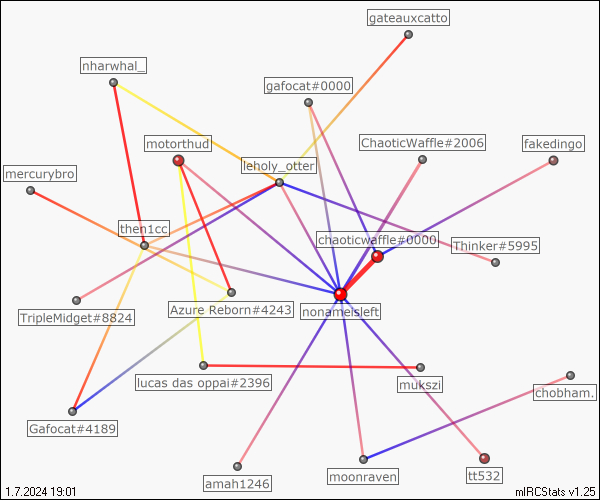 gateauxcatto
nharwhal_
gafocat#0000
motorthud
ChaoticWaffle#2006
fakedingo
mercurybro
leholy_otter
then1cc
chaoticwaffle#0000
Thinker#5995
TripleMidget#8824
Azure Reborn#4243
nonameisleft
lucas das oppai#2396
mukszi
chobham.
Gafocat#4189
amah1246
moonraven
tt532
1.7.2024 19:01
mIRCStats v1.25